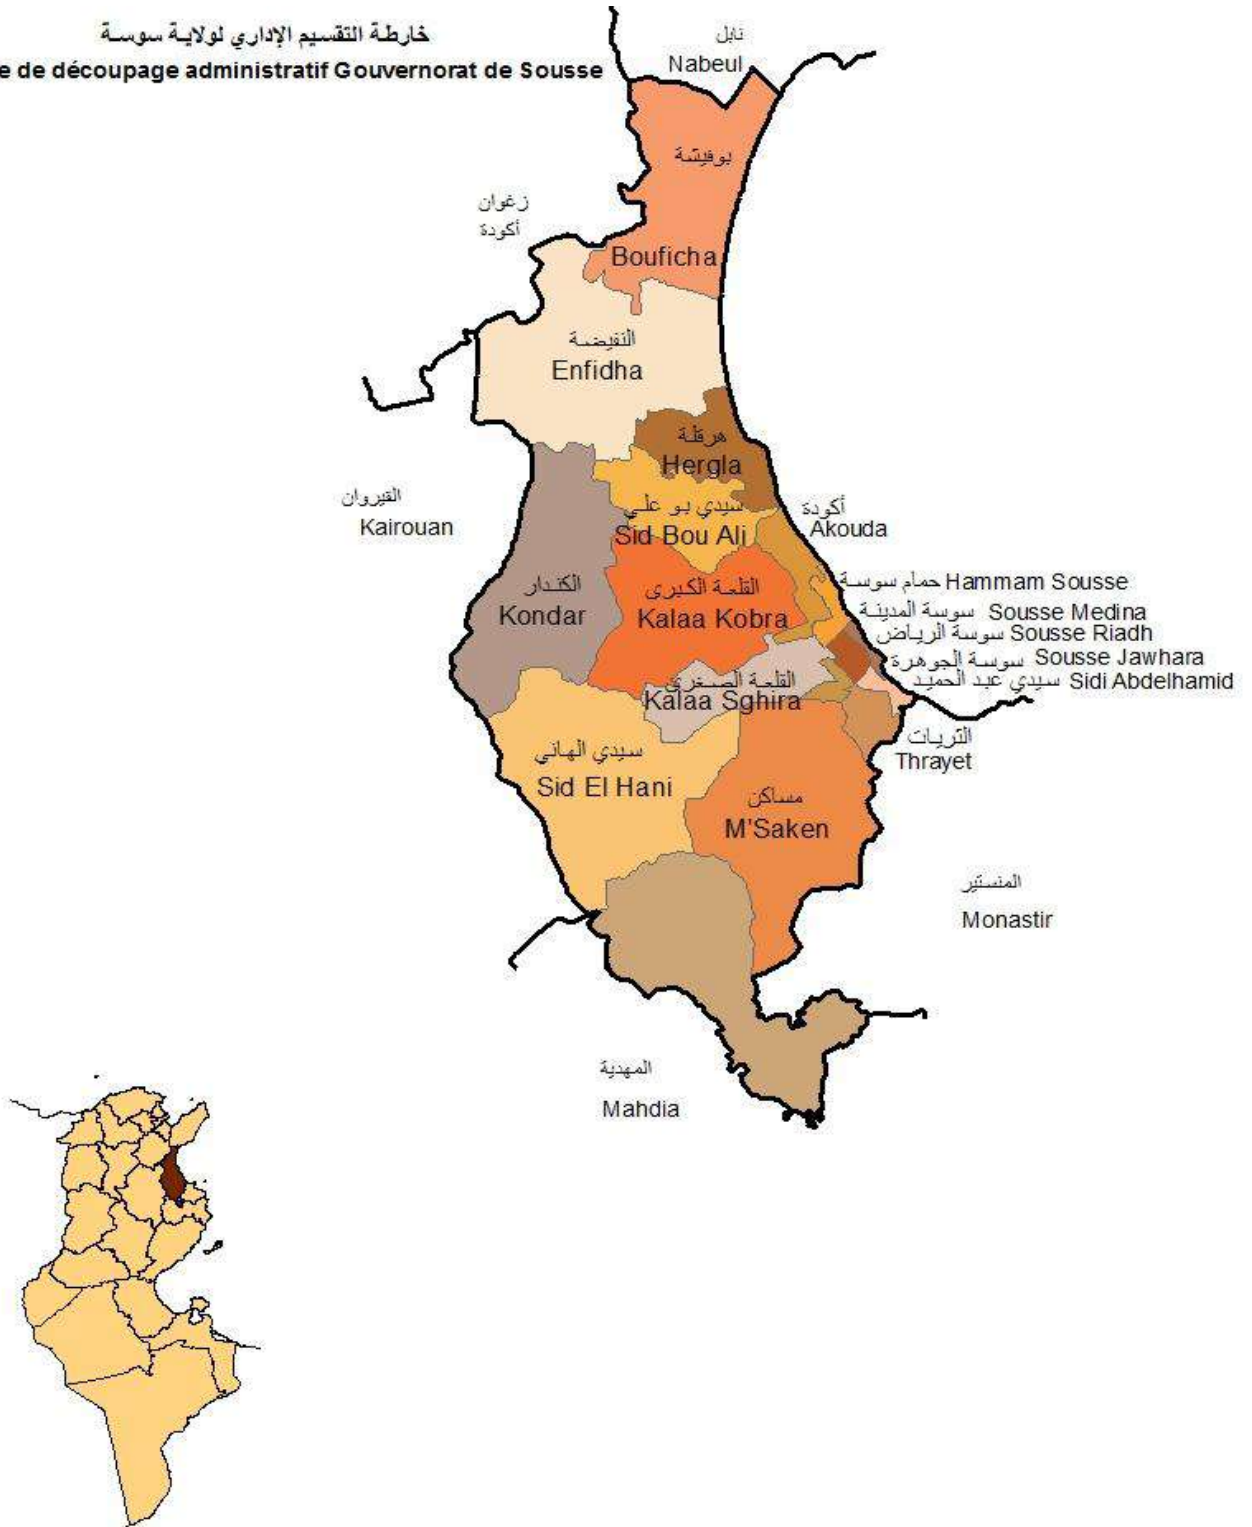 خارطة التقسيم الإداري لولاية سوسة
e de découpage administratif Gouvernorat de Sousse
نابل
Nabeul
بوفيشة
زغوان
أكودة
Bouficha
النفيضة
Enfidha
هرقلة
Hergla
القيروان
Kairouan
سيدي بو علي
Sid Bou Ali
أكودة
Akouda
الكندار
Kondar
القلعة الكبرى
Kalaa Kobra
حمام سوسة Hammam Sousse
سوسة المدينة Sousse Medina
سوسة الرياض Sousse Riadh
سوسة الجوهرة Sousse Jawhara
سيدي عبد الحميد Sidi Abdelhamid
القلعة الصغرى
Kalaa Sghira
التريات
Thrayet
سيدي الهاني
Sid El Hani
مساكن
M'Saken
المنستير
Monastir
المهدية
Mahdia